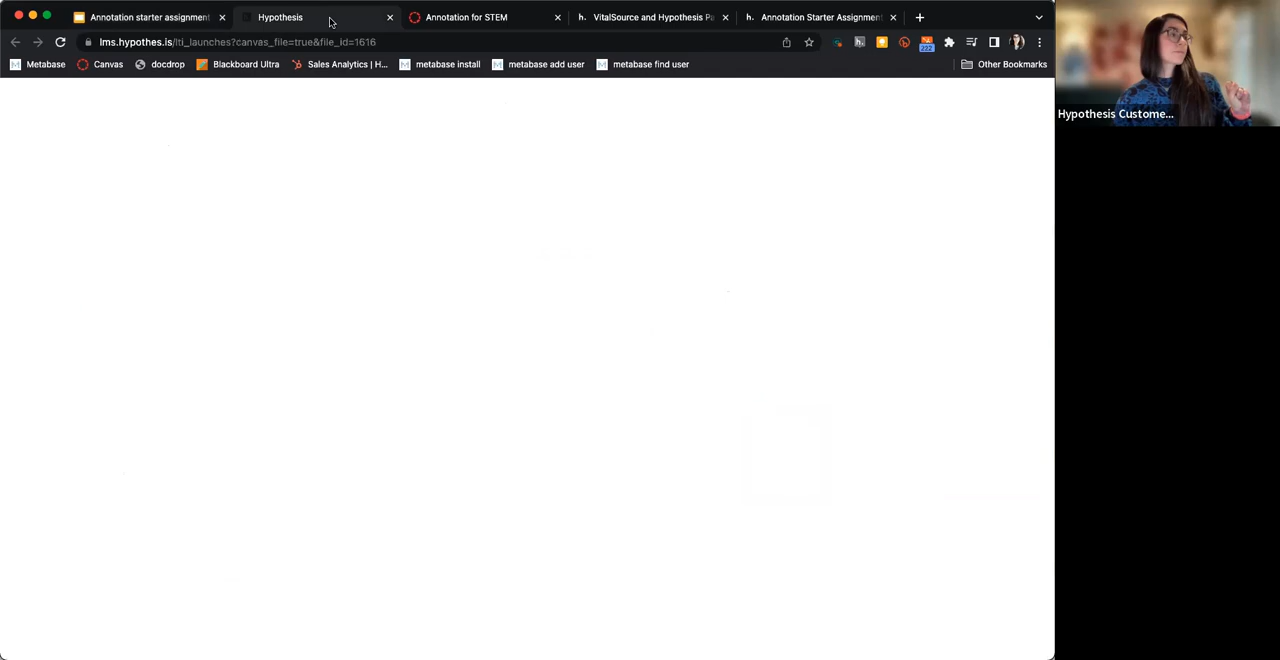 Annotation starter assignment
Hypothesis
Annotation for STEM
h. VitalSource and Hypothesis Pa
h. Annotation Starter Assignment
lms.hypothes.is/lti_launches?canvas_file=true&file_id=1616
h.
222
M Metabase
Canvas
docdrop
Blackboard Ultra
Sales Analytics | H...
M metabase install
M metabase add user
M metabase find user
Other Bookmarks
Hypothesis Custome...